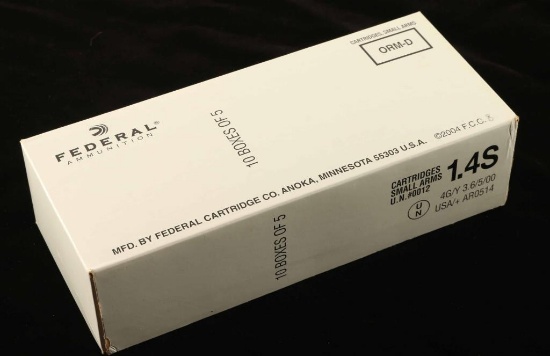 CARTRIDGES, SMALL ARMS
ORM-D
FEDERAL®
AMMUNITION
10 BOXES OF 5
MFD. BY FEDERAL CARTRIDGE CO. ANOKA, MINNESOTA 55303 U.S.A.
©2004 F.C.C.
10 BOXES OF 5
CARTRIDGES
SMALL ARMS
U.N.#0012
1.4S
UN
4G/Y 3.6/5/00
USA/+ AR0514